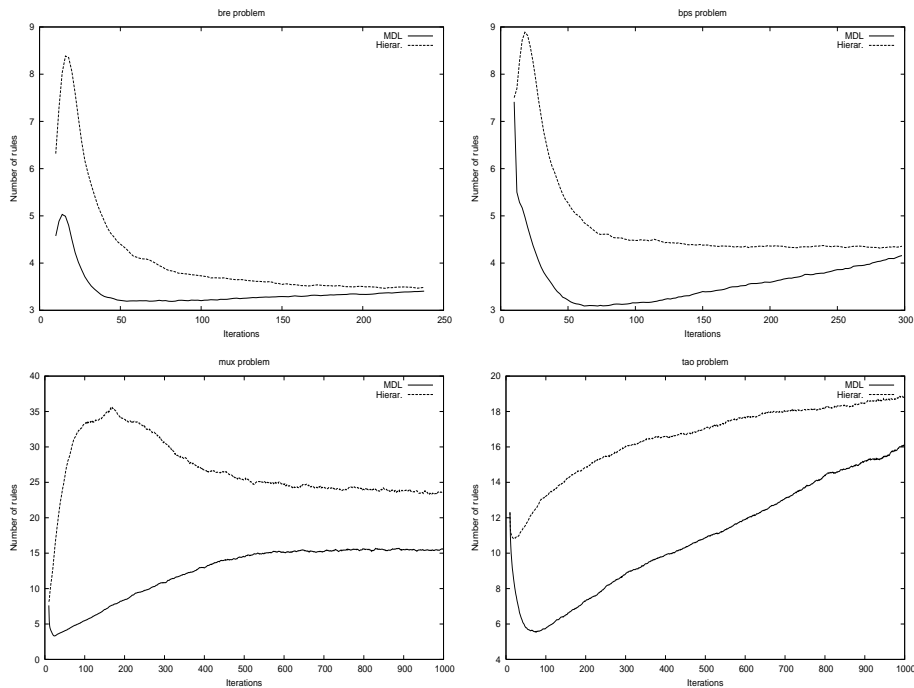 bre problem
9
8
7
6
5
4
3
Number of rules
MDL
Hierar.
0 50 100 150 200 250
Iterations
bps problem
9
8
7
6
5
4
3
Number of rules
MDL
Hierar.
0 50 100 150 200 250 300
Iterations
mux problem
40
35
30
25
20
15
10
5
0
Number of rules
MDL
Hierar.
0 100 200 300 400 500 600 700 800 900 1000
Iterations
tao problem
20
18
16
14
12
10
8
6
4
Number of rules
MDL
Hierar.
0 100 200 300 400 500 600 700 800 900 1000
Iterations